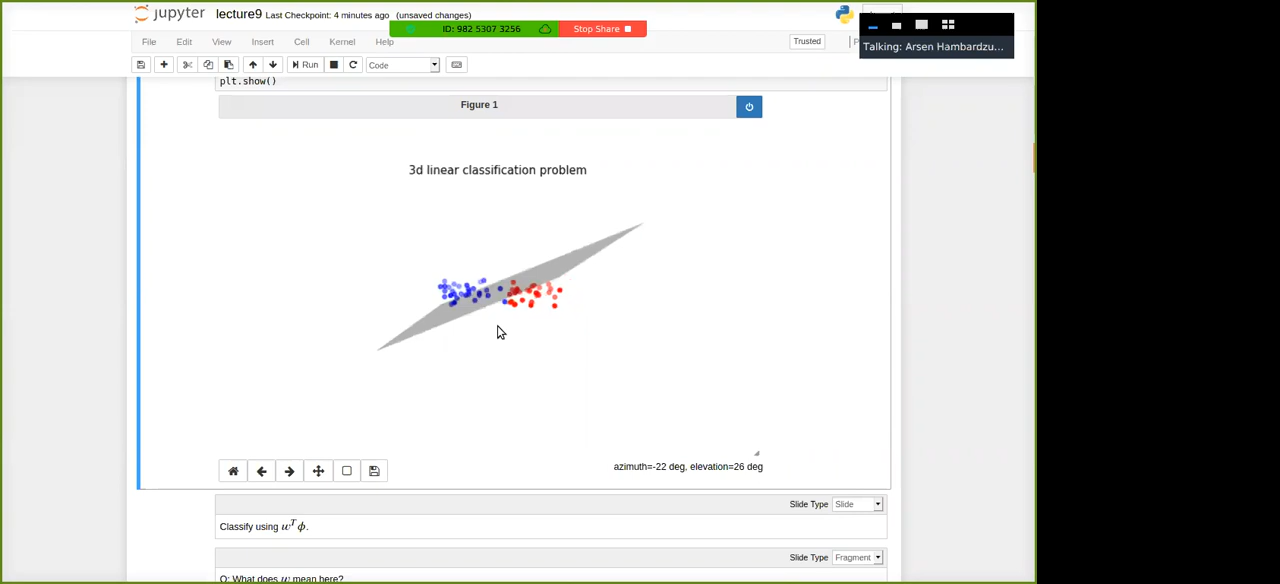 jupyter lecture9 Last Checkpoint: 4 minutes ago (unsaved changes)
ID: 982 5307 3256 Stop Share
Talking: Arsen Hambardzu...
File Edit View Insert Cell Kernel Help Trusted
Run Code
plt.show()
Figure 1
3d linear classification problem
azimuth=-22 deg, elevation=26 deg
Slide Type Slide
Classify using wᵀϕ.
Slide Type Fragment
Q: What does w mean here?